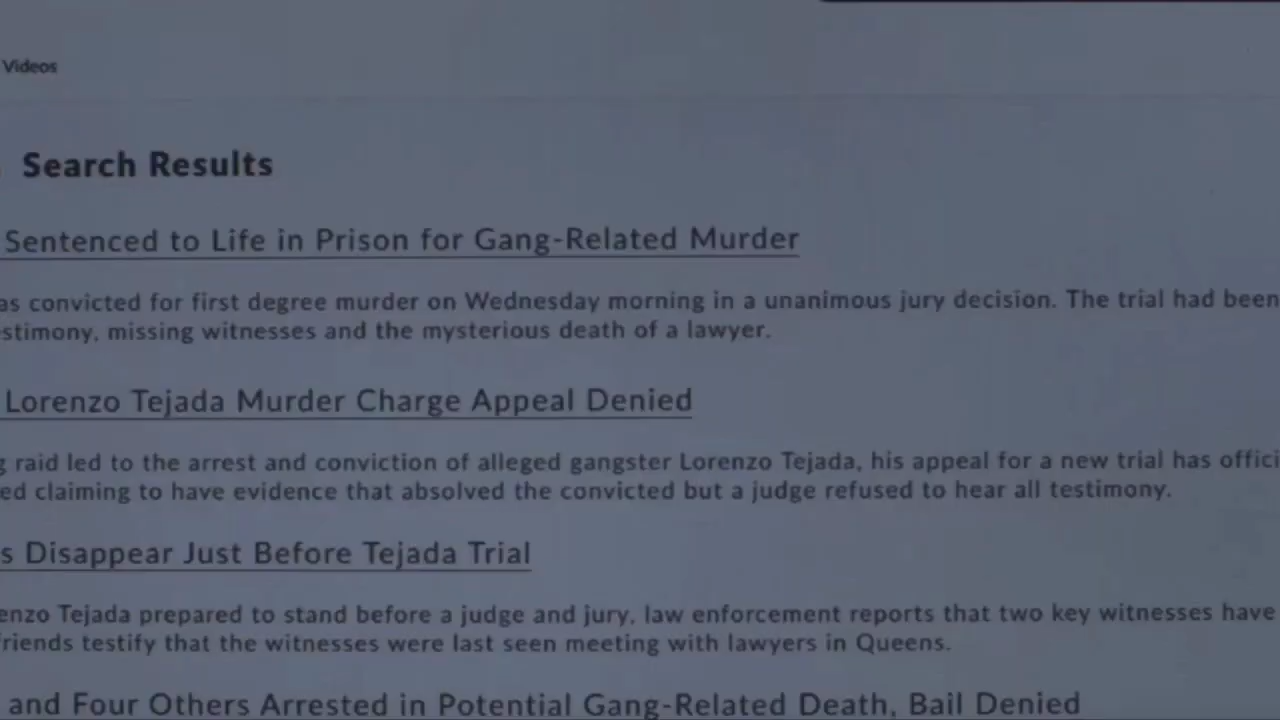 Videos
Search Results
Sentenced to Life in Prison for Gang-Related Murder
as convicted for first degree murder on Wednesday morning in a unanimous jury decision. The trial had been
stimony, missing witnesses and the mysterious death of a lawyer.
Lorenzo Tejada Murder Charge Appeal Denied
g raid led to the arrest and conviction of alleged gangster Lorenzo Tejada, his appeal for a new trial has offici
ed claiming to have evidence that absolved the convicted but a judge refused to hear all testimony.
s Disappear Just Before Tejada Trial
enzo Tejada prepared to stand before a judge and jury, law enforcement reports that two key witnesses have
riends testify that the witnesses were last seen meeting with lawyers in Queens.
and Four Others Arrested in Potential Gang-Related Death, Bail Denied